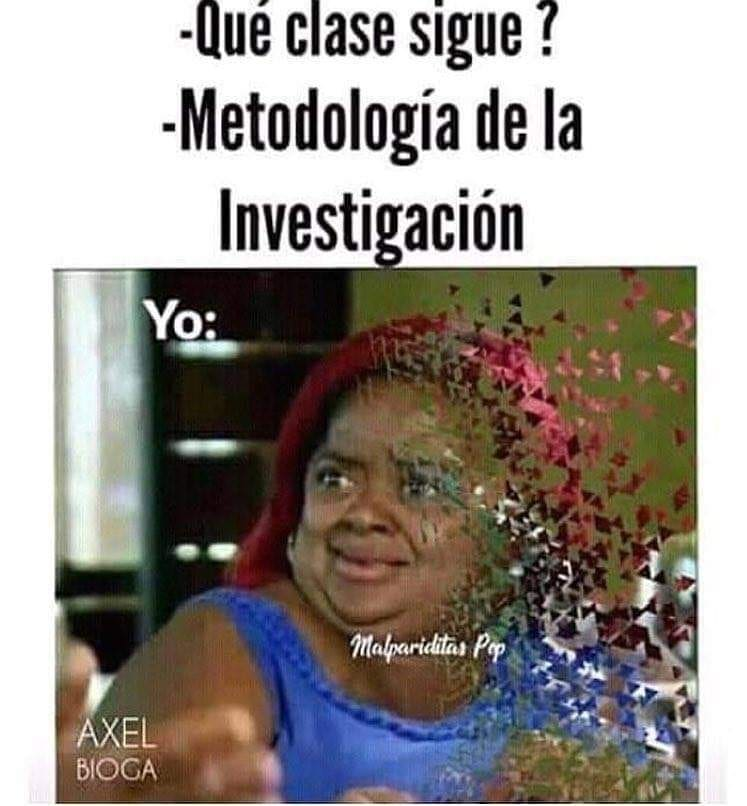 -Qué clase sigue ?
-Metodología de la
Investigación
Yo:
Malpariditas Pop
AXEL
BIOGA